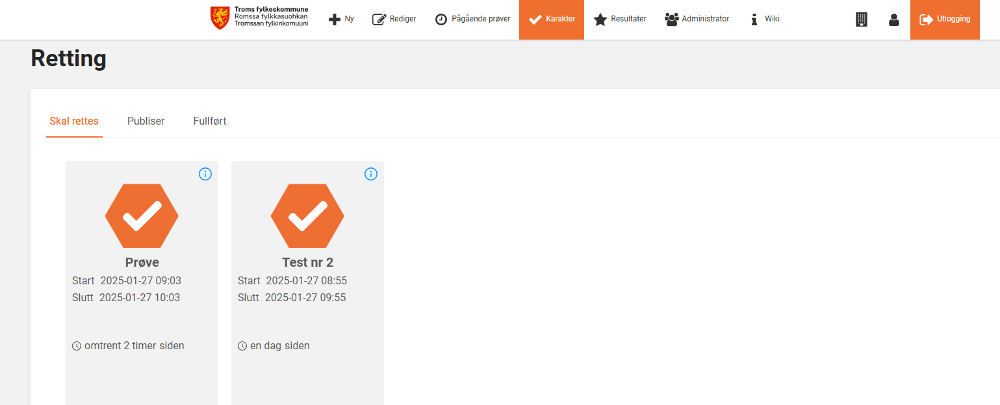 Troms fylkeskommune
Romssa fylkkasuohkan
Tromssan fylkinkomuuni
Ny
Rediger
Pågående prøver
Karakter
Resultater
Administrator
Wiki
Utlogging
Retting
Skal rettes
Publiser
Fullført
Prøve
Start 2025-01-27 09:03
Slutt 2025-01-27 10:03
omtrent 2 timer siden
Test nr 2
Start 2025-01-27 08:55
Slutt 2025-01-27 09:55
en dag siden